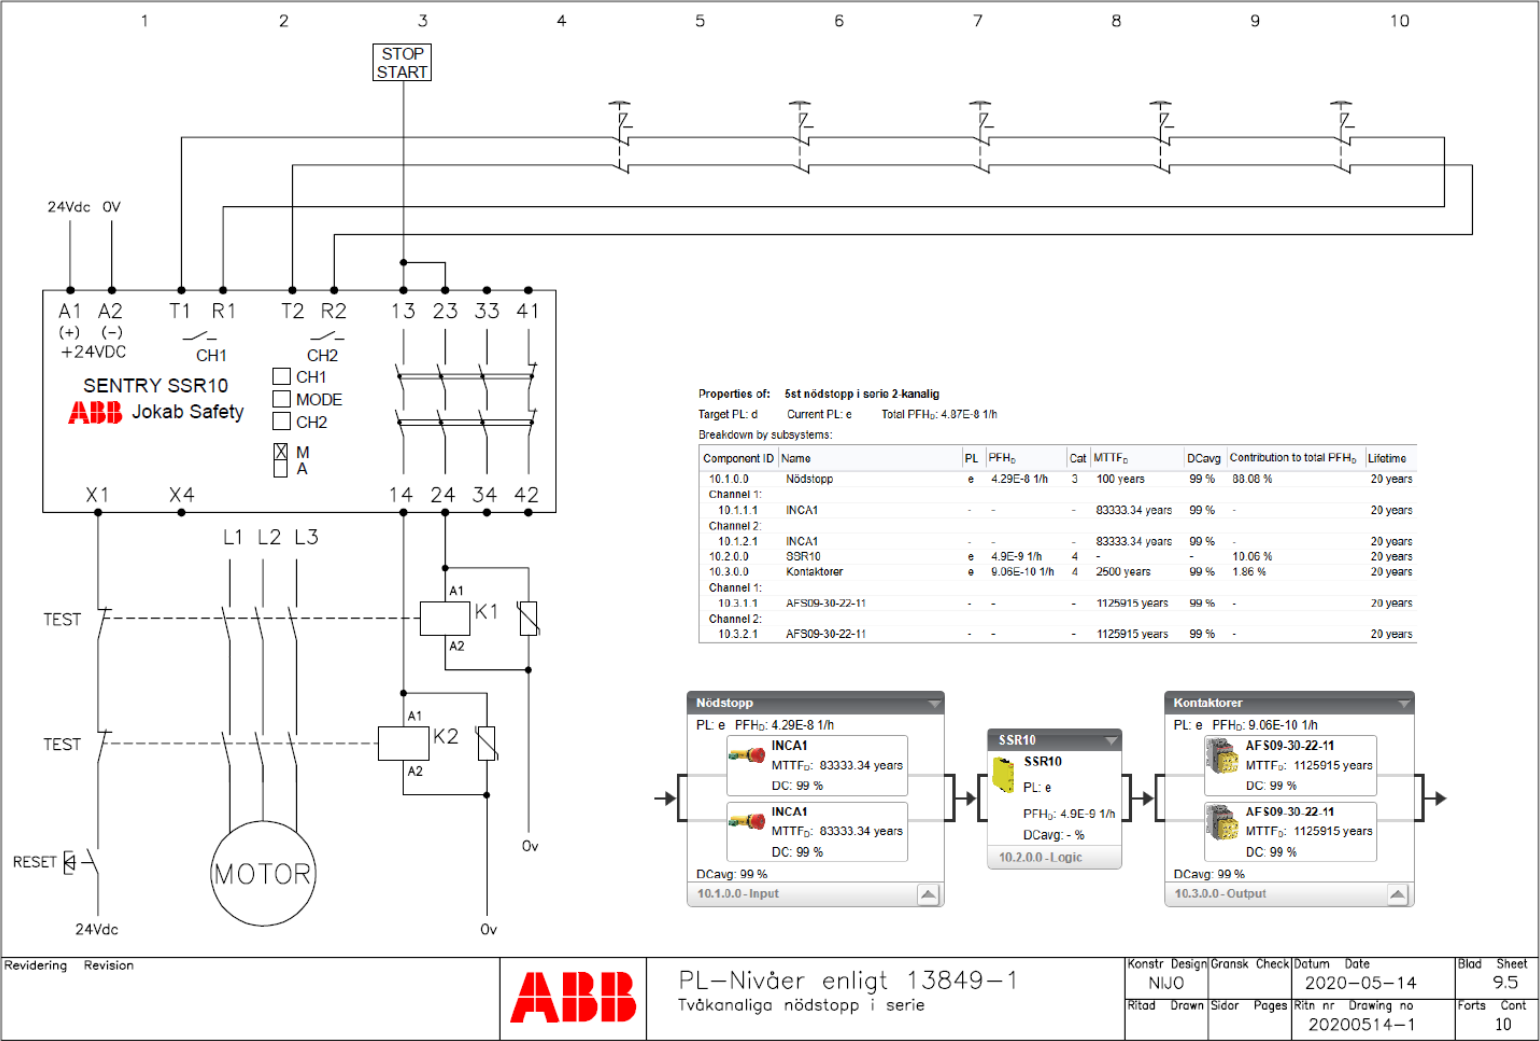 1 2 3 4 5 6 7 8 9 10
STOP
START
24Vdc 0V
A1 A2 T1 R1 T2 R2 13 23 33 41
(+) (-)
+24VDC
CH1
CH2
SENTRY SSR10
ABB Jokab Safety
CH1
MODE
CH2
X M
A
X1 X4 14 24 34 42
L1 L2 L3
A1
K1
A2
TEST
A1
K2
A2
TEST
RESET
MOTOR
24Vdc
0v
0v
Properties of: 5st nödstopp i serie 2-kanalig
Target PL: d Current PL: e Total PFHD: 4.87E-8 1/h
Breakdown by subsystems:
Component ID Name PL PFHD Cat MTTFD DCavg Contribution to total PFHD Lifetime
10.1.0.0 Nödstopp e 4.29E-8 1/h 3 100 years 99 % 88.08 % 20 years
Channel 1:
10.1.1.1 INCA1 - - - 83333.34 years 99 % - 20 years
Channel 2:
10.1.2.1 INCA1 - - - 83333.34 years 99 % - 20 years
10.2.0.0 SSR10 e 4.9E-9 1/h 4 - - 10.06 % 20 years
10.3.0.0 Kontaktorer e 9.06E-10 1/h 4 2500 years 99 % 1.86 % 20 years
Channel 1:
10.3.1.1 AFS09-30-22-11 - - - 1125915 years 99 % - 20 years
Channel 2:
10.3.2.1 AFS09-30-22-11 - - - 1125915 years 99 % - 20 years
Nödstopp
PL: e PFHD: 4.29E-8 1/h
INCA1
MTTFD: 83333.34 years
DC: 99 %
INCA1
MTTFD: 83333.34 years
DC: 99 %
DCavg: 99 %
10.1.0.0 - Input
SSR10
SSR10
PL: e
PFHD: 4.9E-9 1/h
DCavg: - %
10.2.0.0 - Logic
Kontaktorer
PL: e PFHD: 9.06E-10 1/h
AFS09-30-22-11
MTTFD: 1125915 years
DC: 99 %
AFS09-30-22-11
MTTFD: 1125915 years
DC: 99 %
DCavg: 99 %
10.3.0.0 - Output
Revidering Revision
ABB
PL-Nivåer enligt 13849-1
Tvåkanaliga nödstopp i serie
Konstr Design Gransk Check Datum Date Blad Sheet
NIJO 2020-05-14 9.5
Ritad Drawn Sidor Pages Ritn nr Drawing no Forts Cont
20200514-1 10